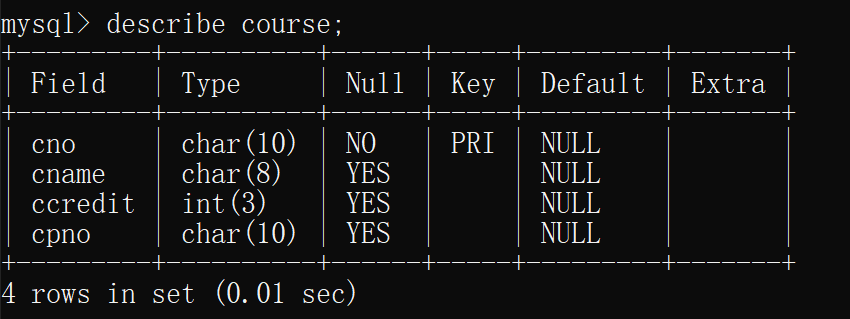 mysql> describe course;
+----------+----------+------+-----+---------+-------+
| Field    | Type     | Null | Key | Default | Extra |
+----------+----------+------+-----+---------+-------+
| cno      | char(10) | NO   | PRI | NULL    |       |
| cname    | char(8)  | YES  |     | NULL    |       |
| ccredit  | int(3)   | YES  |     | NULL    |       |
| cpno     | char(10) | YES  |     | NULL    |       |
+----------+----------+------+-----+---------+-------+
4 rows in set (0.01 sec)